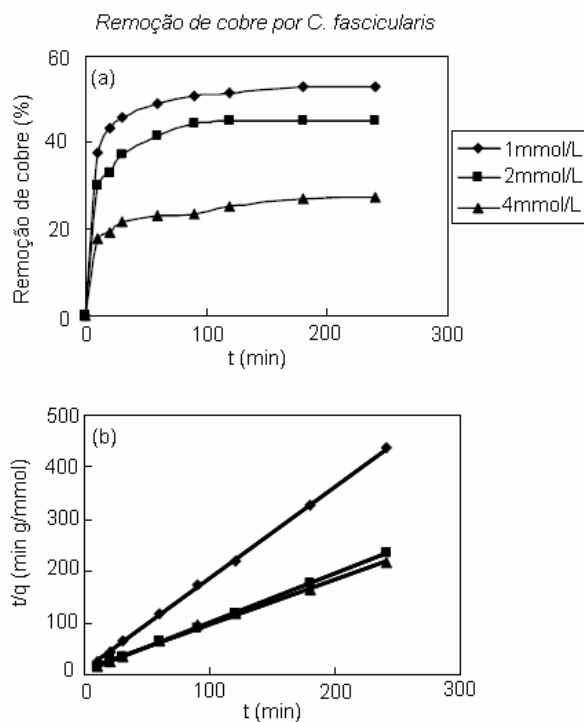 Remoção de cobre por C. fascicularis
(a)
Remoção de cobre (%)
60
40
20
0
0 100 200 300
t (min)
1mmol/L
2mmol/L
4mmol/L
(b)
t/q (min g/mmol)
500
400
300
200
100
0
0 100 200 300
t (min)